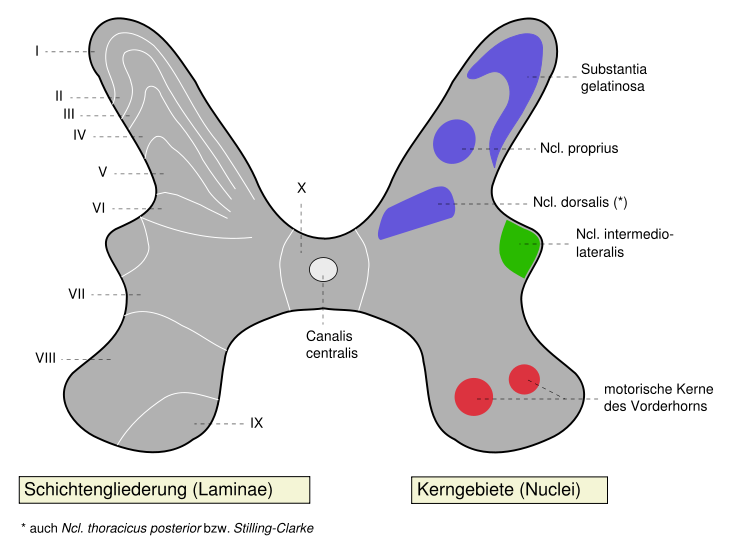 I
II
III
IV
V
VI
VII
VIII
IX
X
Canalis
centralis
Substantia
gelatinosa
Ncl. proprius
Ncl. dorsalis (*)
Ncl. intermedio-
lateralis
motorische Kerne
des Vorderhorns
Schichtengliederung (Laminae)
Kerngebiete (Nuclei)
* auch Ncl. thoracicus posterior bzw. Stilling-Clarke